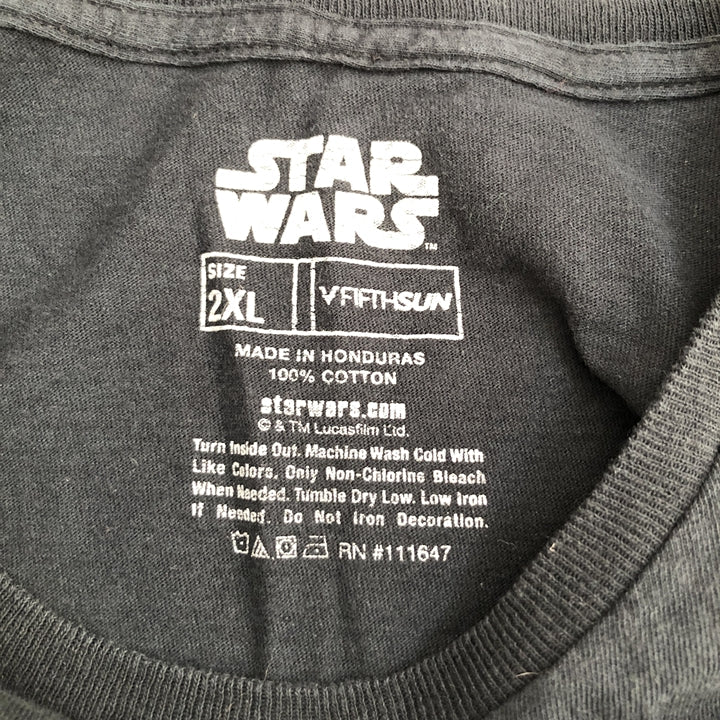 STAR
WARS™
SIZE
2XL
FIFTHSUN
MADE IN HONDURAS
100% COTTON
starwars.com
© & TM Lucasfilm Ltd.
Turn Inside Out. Machine Wash Cold With
Like Colors. Only Non-Chlorine Bleach
When Needed. Tumble Dry Low. Low Iron
If Needed. Do Not Iron Decoration.
RN #111647